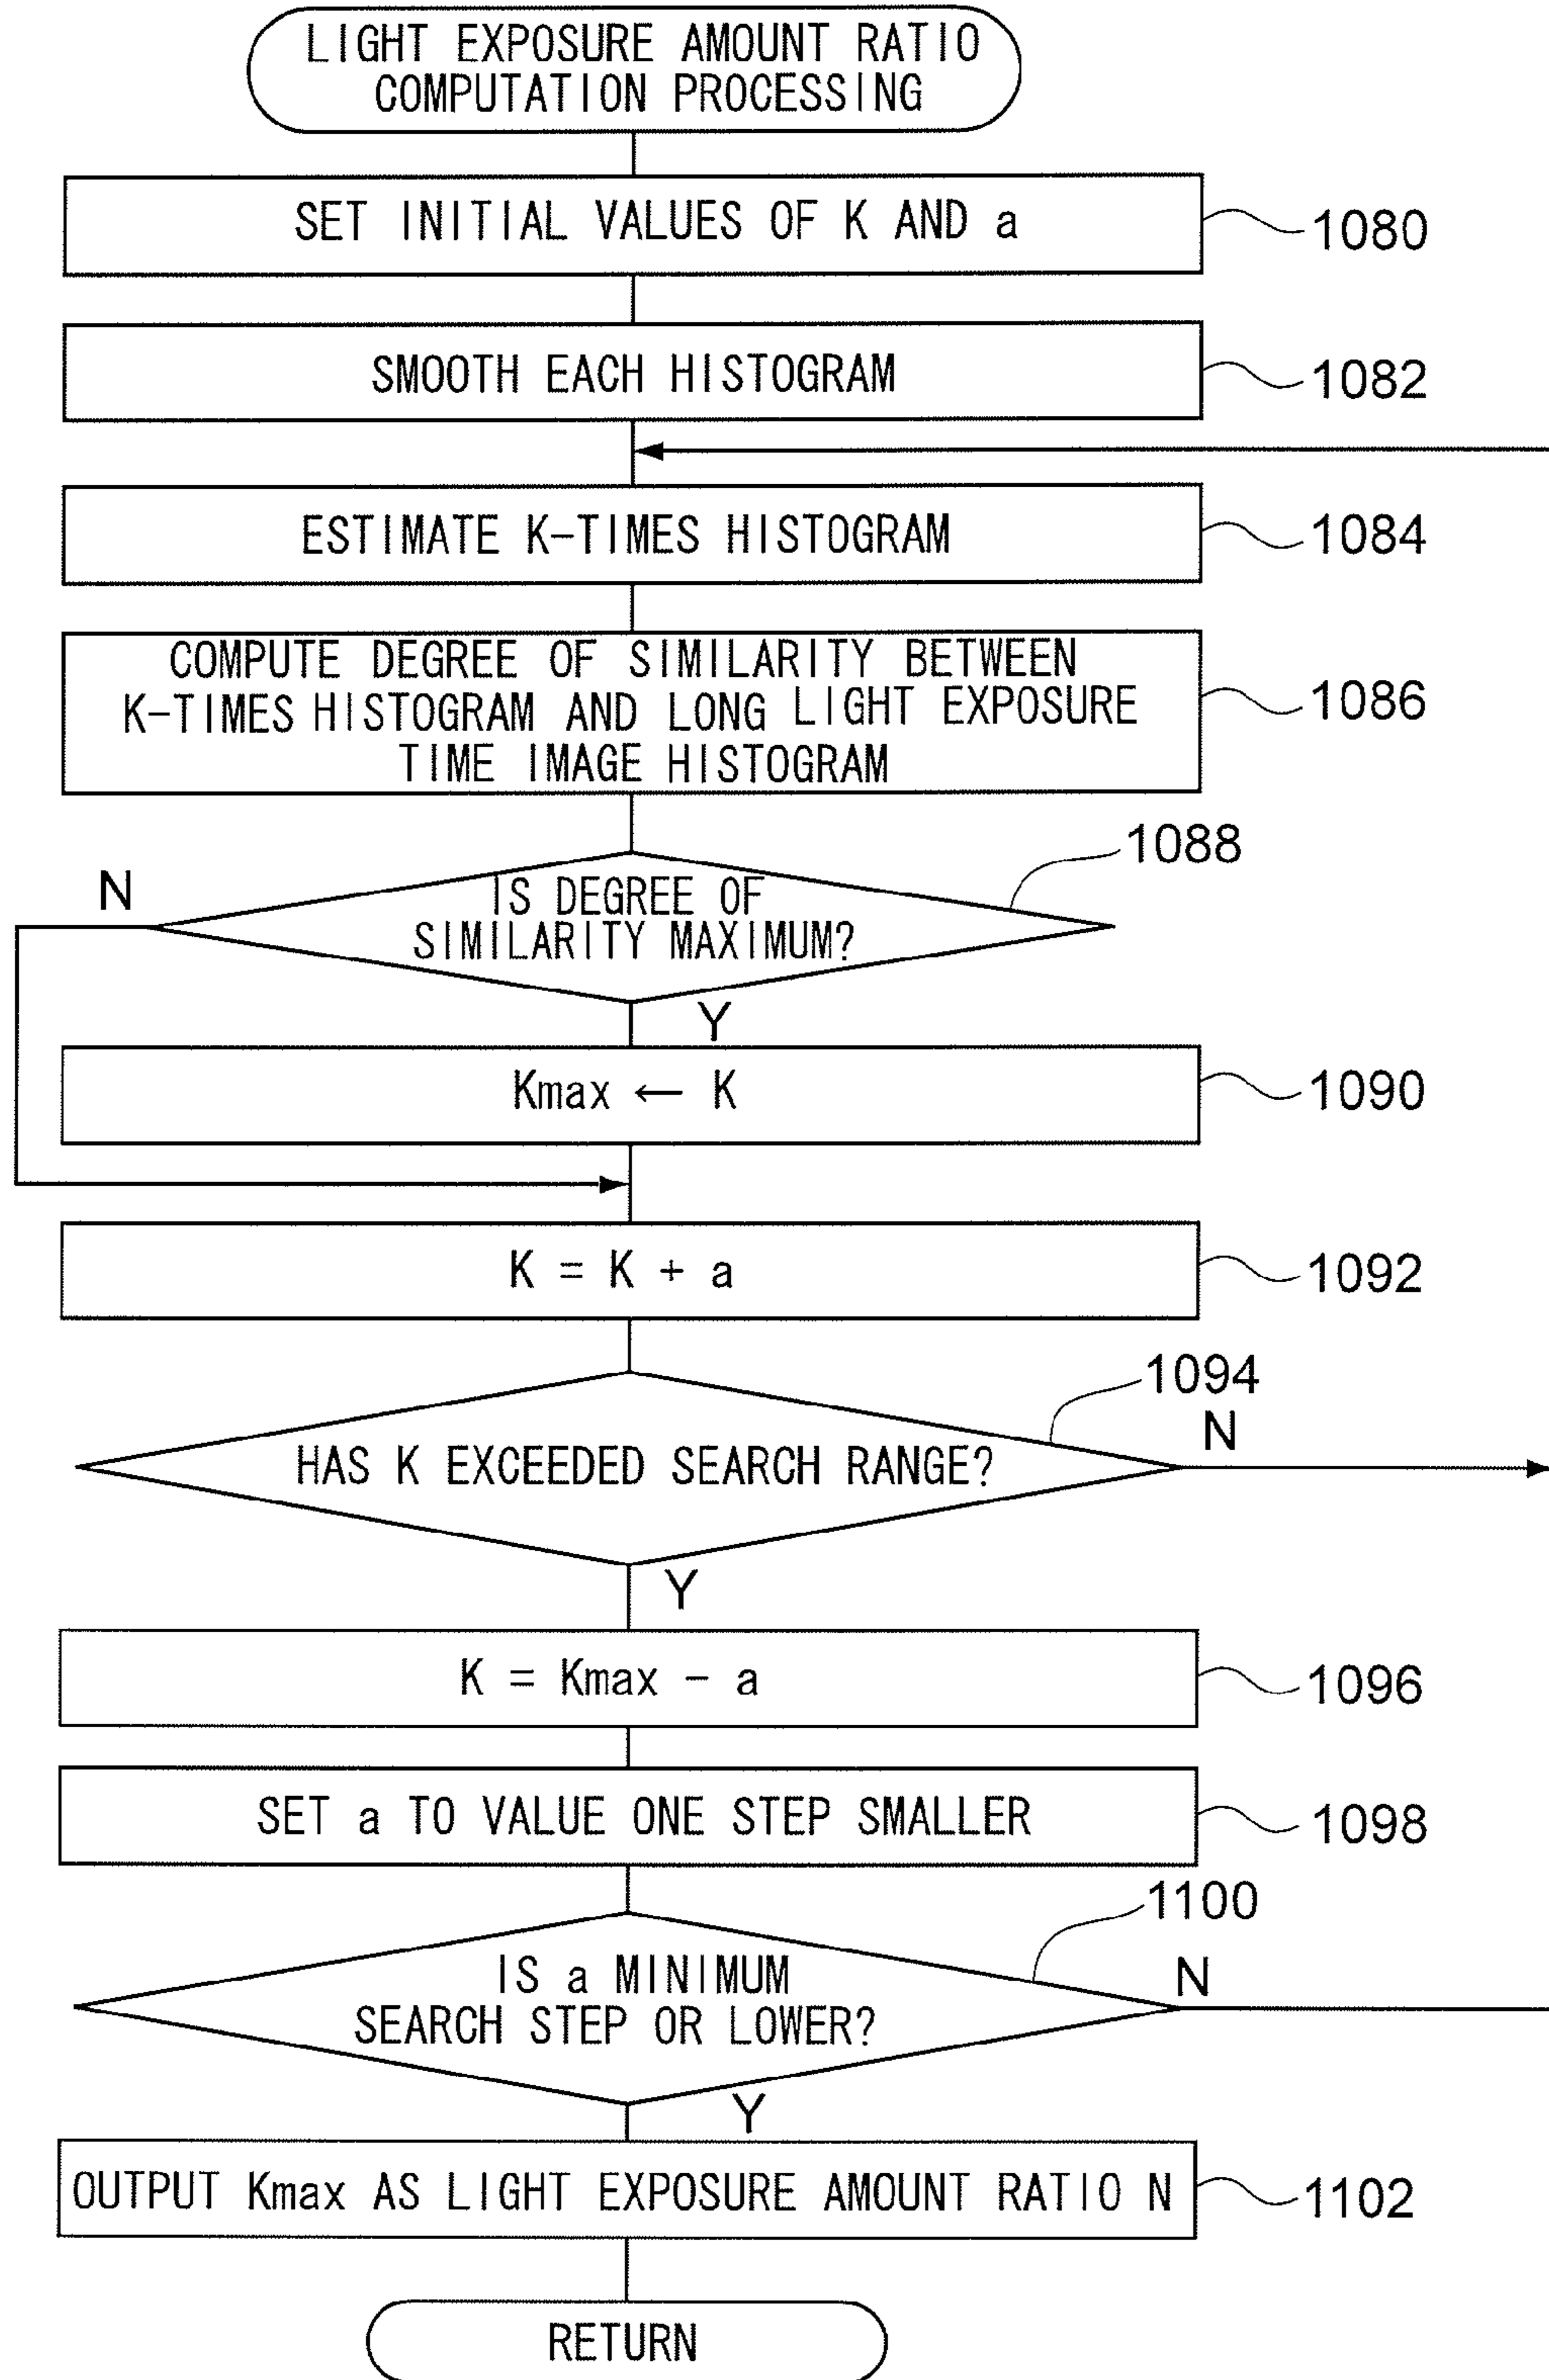 LIGHT EXPOSURE AMOUNT RATIO
COMPUTATION PROCESSING
SET INITIAL VALUES OF K AND a
1080
SMOOTH EACH HISTOGRAM
1082
ESTIMATE K-TIMES HISTOGRAM
1084
COMPUTE DEGREE OF SIMILARITY BETWEEN
K-TIMES HISTOGRAM AND LONG LIGHT EXPOSURE
TIME IMAGE HISTOGRAM
1086
1088
N
IS DEGREE OF
SIMILARITY MAXIMUM?
Y
Kmax ← K
1090
K = K + a
1092
1094
HAS K EXCEEDED SEARCH RANGE?
N
Y
K = Kmax - a
1096
SET a TO VALUE ONE STEP SMALLER
1098
1100
IS a MINIMUM
SEARCH STEP OR LOWER?
N
Y
OUTPUT Kmax AS LIGHT EXPOSURE AMOUNT RATIO N
1102
RETURN